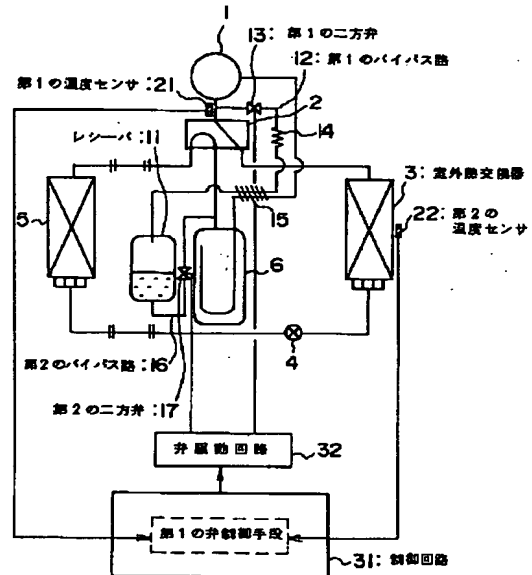 1
13: 第1の二方弁
12: 第1のバイパス路
第1の温度センサ:21
2
レシーバ:11
14
3: 室外熱交換器
22: 第2の
温度センサ
5
15
6
4
第2のバイパス路:16
第2の二方弁:17
弁駆動回路
32
第1の弁制御手段
31: 制御回路